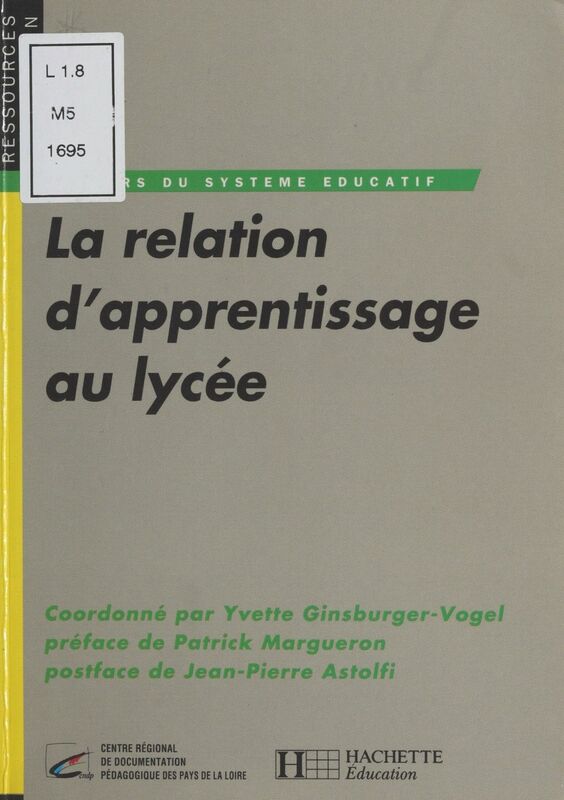 RESSOURCES
L 1.8
M5
1695
DU SYSTEME EDUCATIF
La relation
d'apprentissage
au lycée
Coordonné par Yvette Ginsburger-Vogel
préface de Patrick Margueron
postface de Jean-Pierre Astolfi
cndp
CENTRE RÉGIONAL
DE DOCUMENTATION
PÉDAGOGIQUE DES PAYS DE LA LOIRE
H
HACHETTE
Éducation